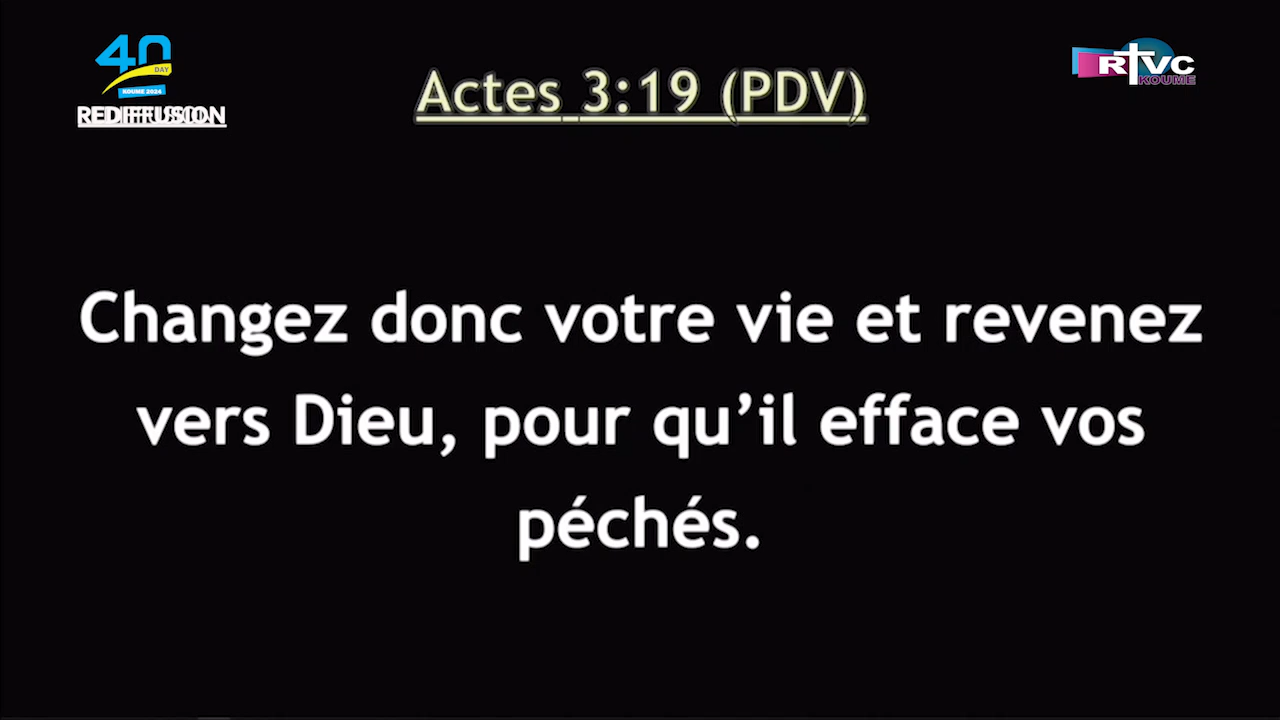 40
DAY
KOUME 2024
REDIFFUSION
RTVC
KOUME
Actes 3:19 (PDV)
Changez donc votre vie et revenez
vers Dieu, pour qu’il efface vos
péchés.